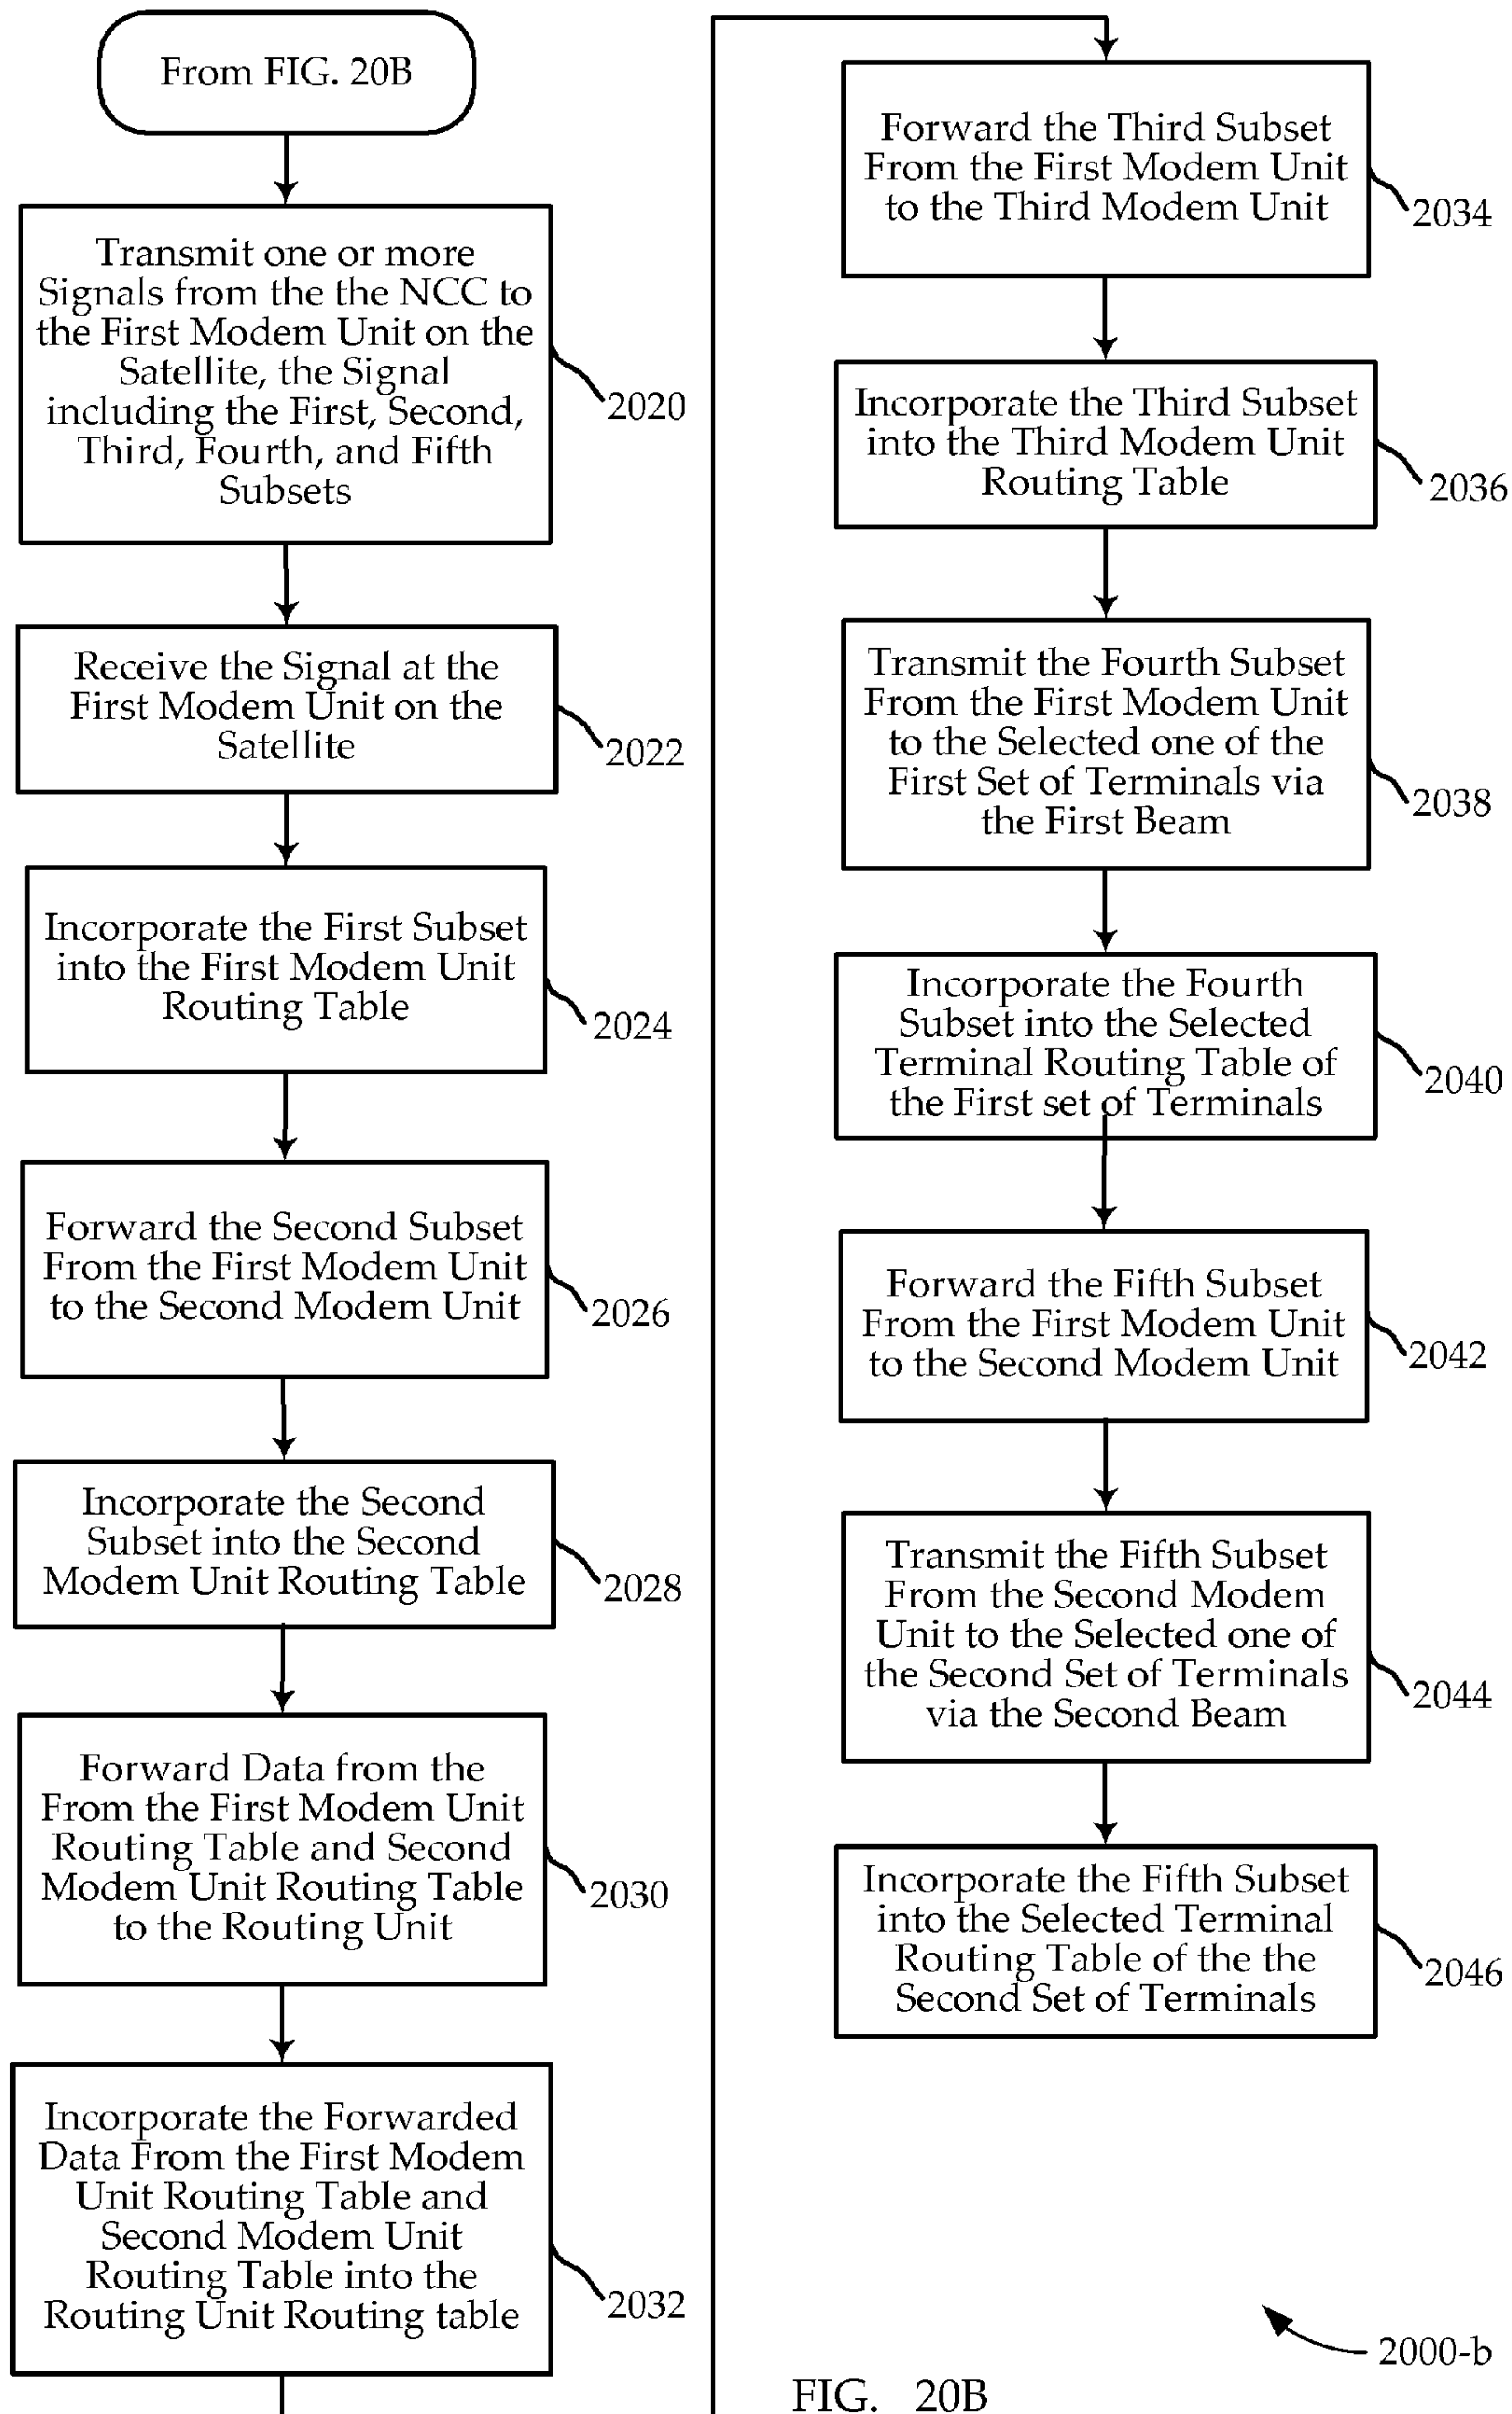 From FIG. 20B
Transmit one or more
Signals from the the NCC to
the First Modem Unit on the
Satellite, the Signal
including the First, Second,
Third, Fourth, and Fifth
Subsets
2020
Receive the Signal at the
First Modem Unit on the
Satellite
2022
Incorporate the First Subset
into the First Modem Unit
Routing Table
2024
Forward the Second Subset
From the First Modem Unit
to the Second Modem Unit
2026
Incorporate the Second
Subset into the Second
Modem Unit Routing Table
2028
Forward Data from the
From the First Modem Unit
Routing Table and Second
Modem Unit Routing Table
to the Routing Unit
2030
Incorporate the Forwarded
Data From the First Modem
Unit Routing Table and
Second Modem Unit
Routing Table into the
Routing Unit Routing table
2032
Forward the Third Subset
From the First Modem Unit
to the Third Modem Unit
2034
Incorporate the Third Subset
into the Third Modem Unit
Routing Table
2036
Transmit the Fourth Subset
From the First Modem Unit
to the Selected one of the
First Set of Terminals via
the First Beam
2038
Incorporate the Fourth
Subset into the Selected
Terminal Routing Table of
the First set of Terminals
2040
Forward the Fifth Subset
From the First Modem Unit
to the Second Modem Unit
2042
Transmit the Fifth Subset
From the Second Modem
Unit to the Selected one of
the Second Set of Terminals
via the Second Beam
2044
Incorporate the Fifth Subset
into the Selected Terminal
Routing Table of the the
Second Set of Terminals
2046
2000-b
FIG. 20B